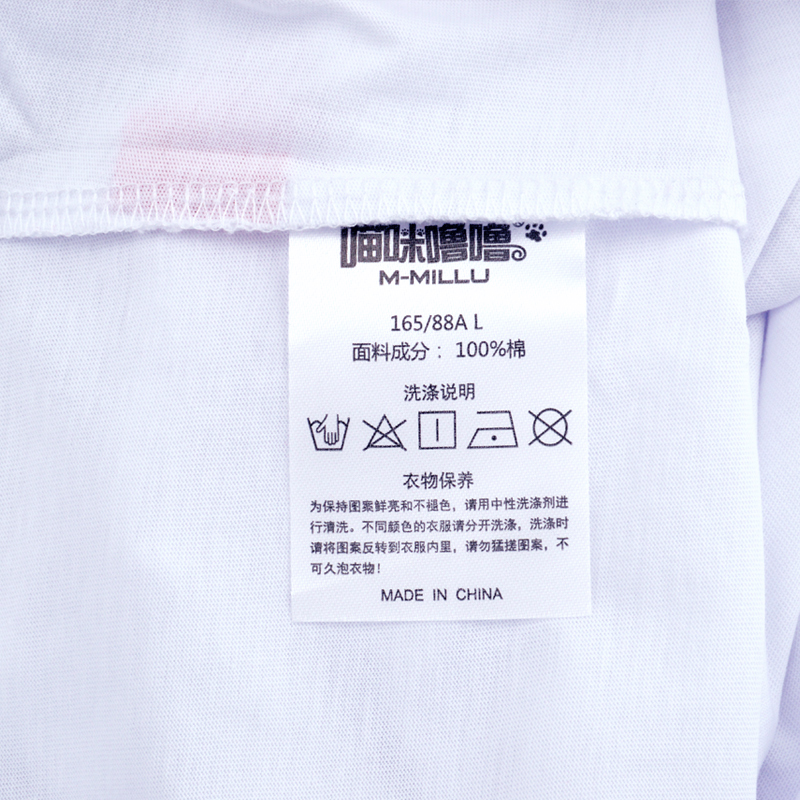 喵咪噜噜
M-MILLU
165/88A L
面料成分：100%棉
洗涤说明
衣物保养
为保持图案鲜亮和不褪色，请用中性洗涤剂进
行清洗。不同颜色的衣服请分开洗涤，洗涤时
请将图案反转到衣服内里，请勿猛搓图案，不
可久泡衣物！
MADE IN CHINA